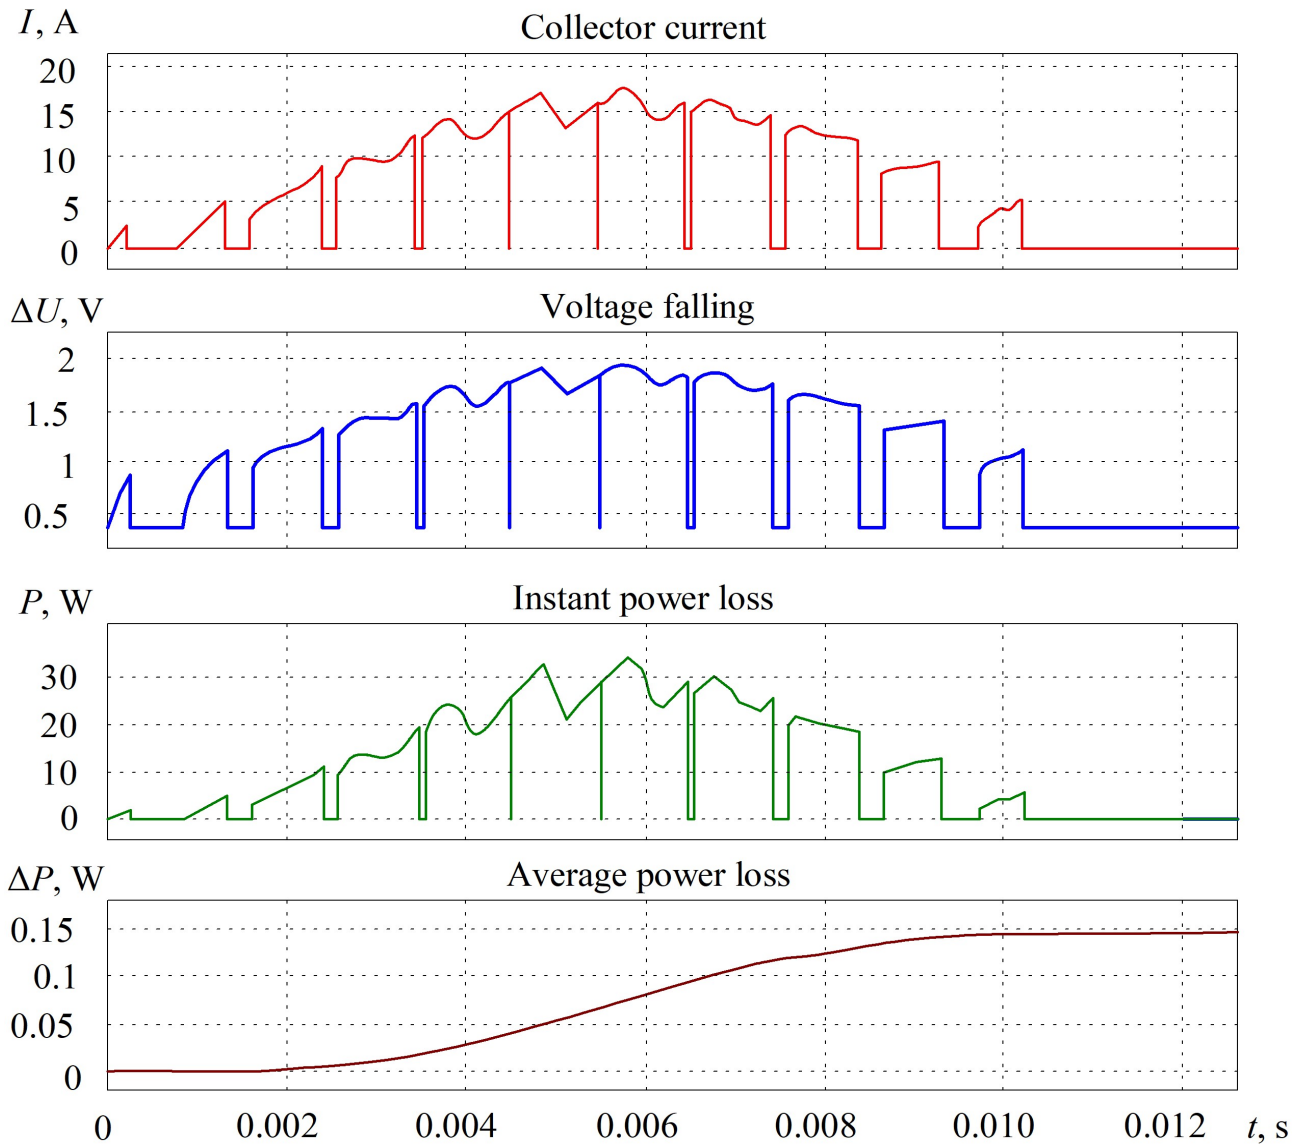 I, A
Collector current
20
15
10
5
0
ΔU, V
Voltage falling
2
1.5
1
0.5
P, W
Instant power loss
30
20
10
0
ΔP, W
Average power loss
0.15
0.1
0.05
0
0 0.002 0.004 0.006 0.008 0.010 0.012 t, s